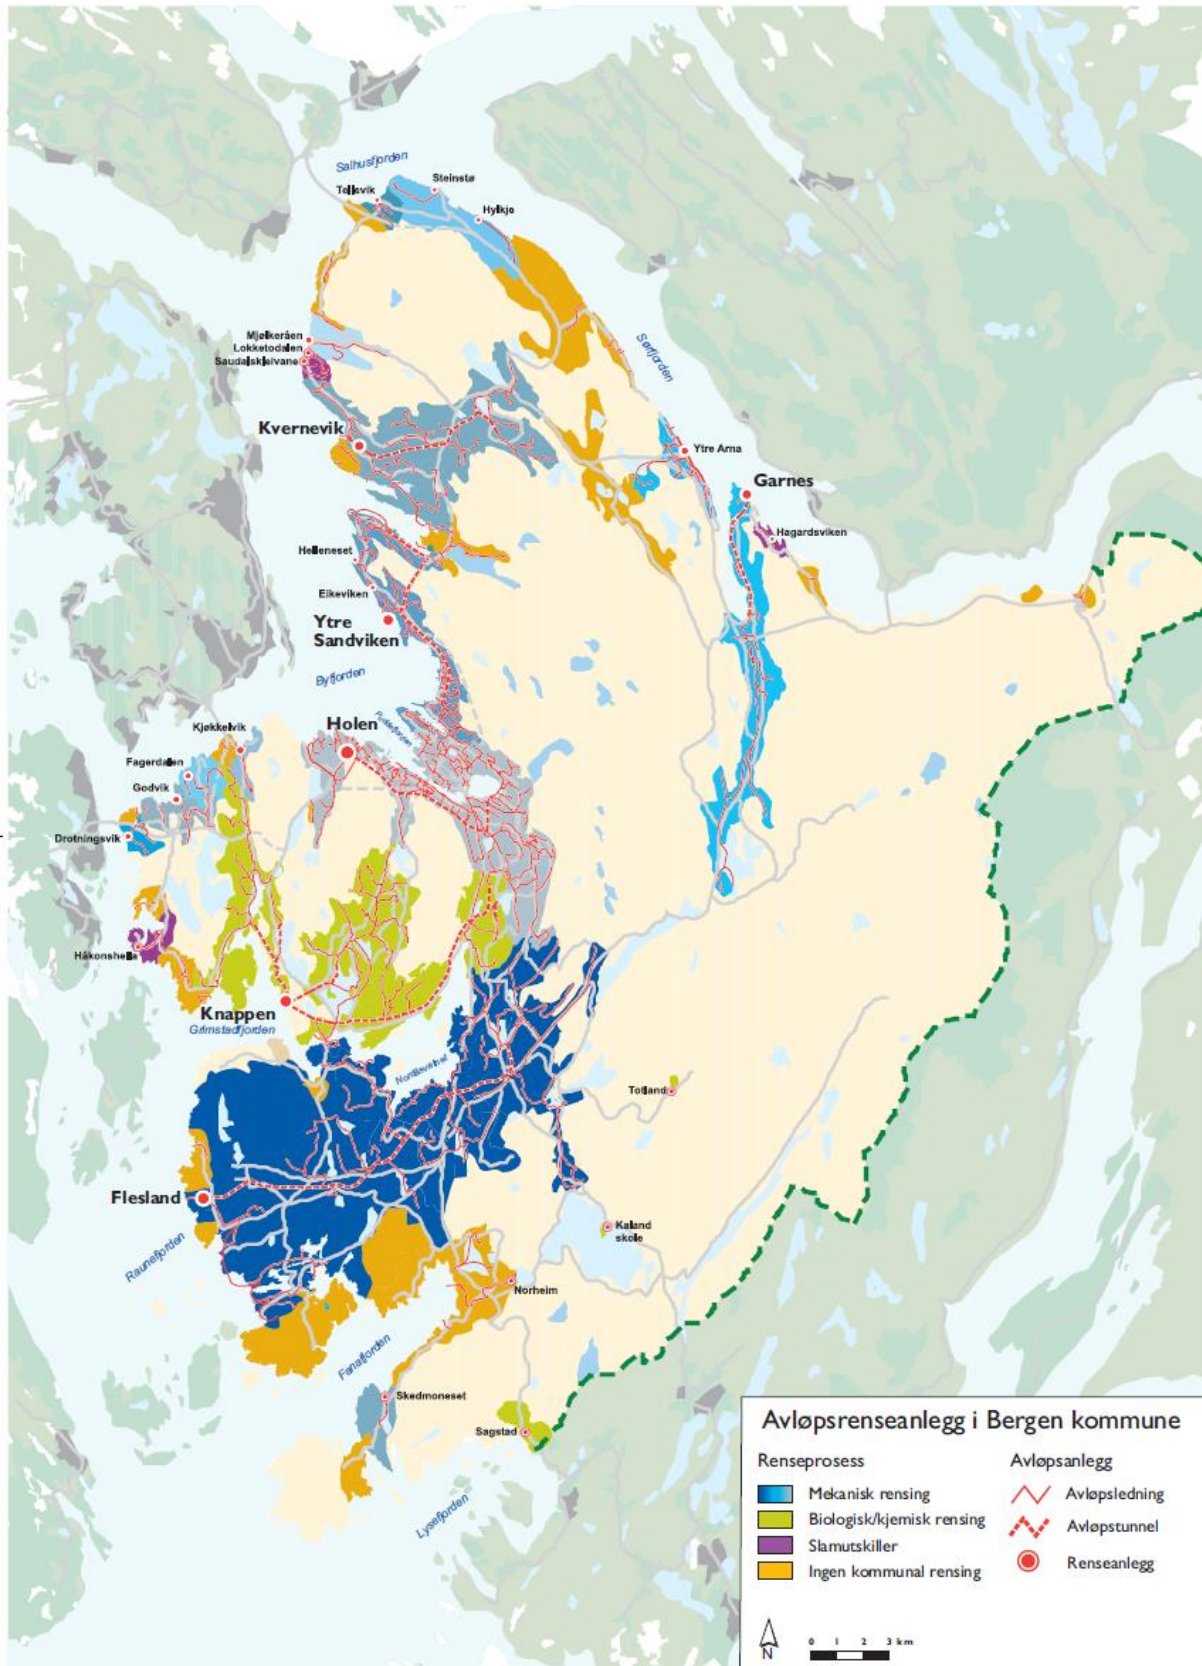 Salhusfjorden
Steinstø
Tellevik
Hylkje
Mjølkeråen
Lokketodalen
Saudalskleivane
Sørfjorden
Kvernevik
Ytre Arna
Garnes
Hagardsviken
Helleneset
Eikeviken
Ytre
Sandviken
Byfjorden
Puddefjorden
Kjøkkelvik
Holen
Fagerdalen
Godvik
Drotningsvik
Håkonshella
Knappen
Grimstadfjorden
Nordåsvatnet
Totland
Flesland
Kaland
skole
Raunefjorden
Norheim
Fanafjorden
Skedmoneset
Sagstad
Lysefjorden
Avløpsrenseanlegg i Bergen kommune
Renseprosess
Mekanisk rensing
Biologisk/kjemisk rensing
Slamutskiller
Ingen kommunal rensing
Avløpsanlegg
Avløpsledning
Avløpstunnel
Renseanlegg
N
0 1 2 3 km